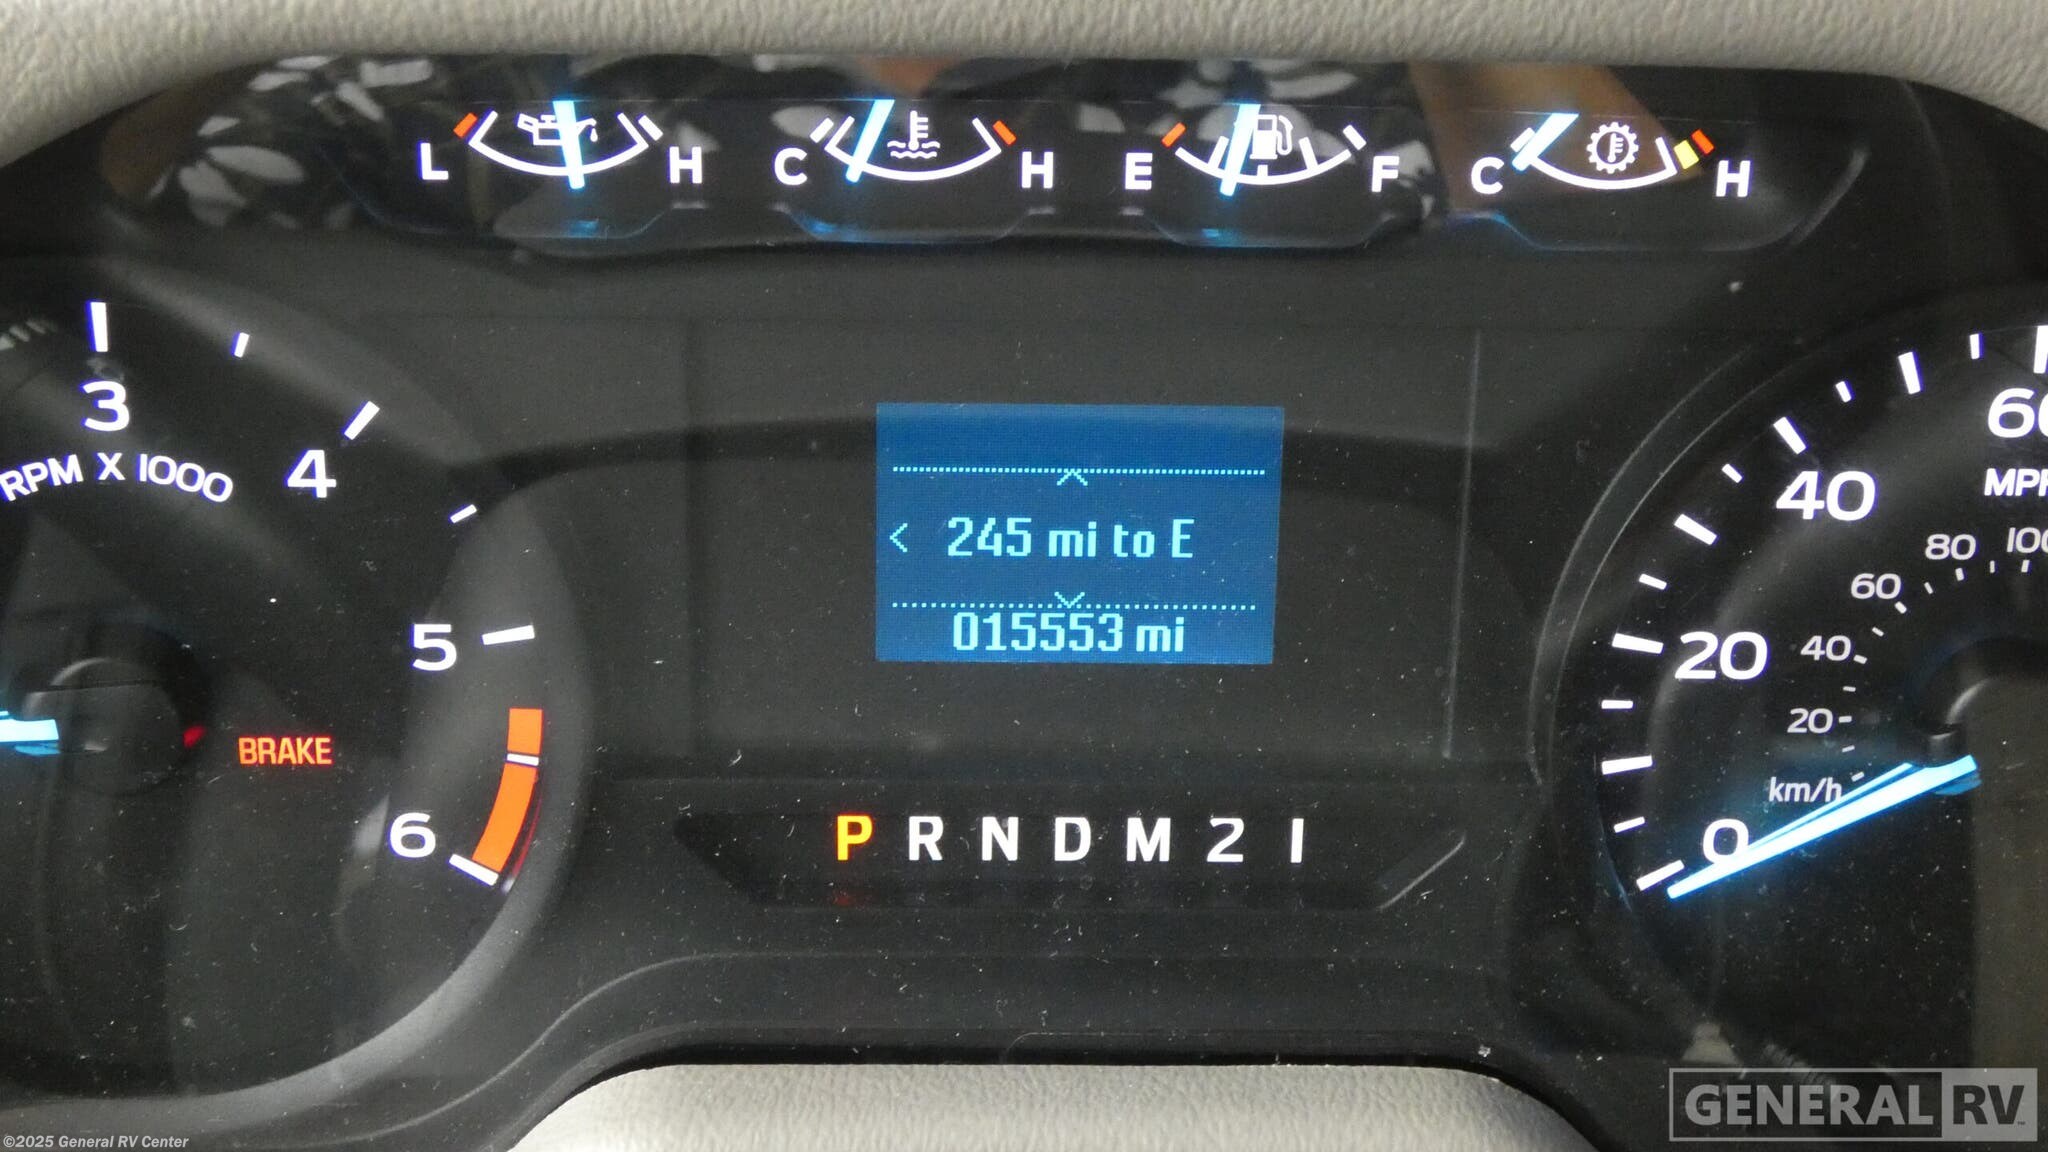 L H C H E F C H
3
4
RPM X 1000
5
6
BRAKE
245 mi to E
015553 mi
P R N D M 2 1
60
MPH
40
20
0
100
80
60
40
20
km/h
GENERAL RV
©2025 General RV Center